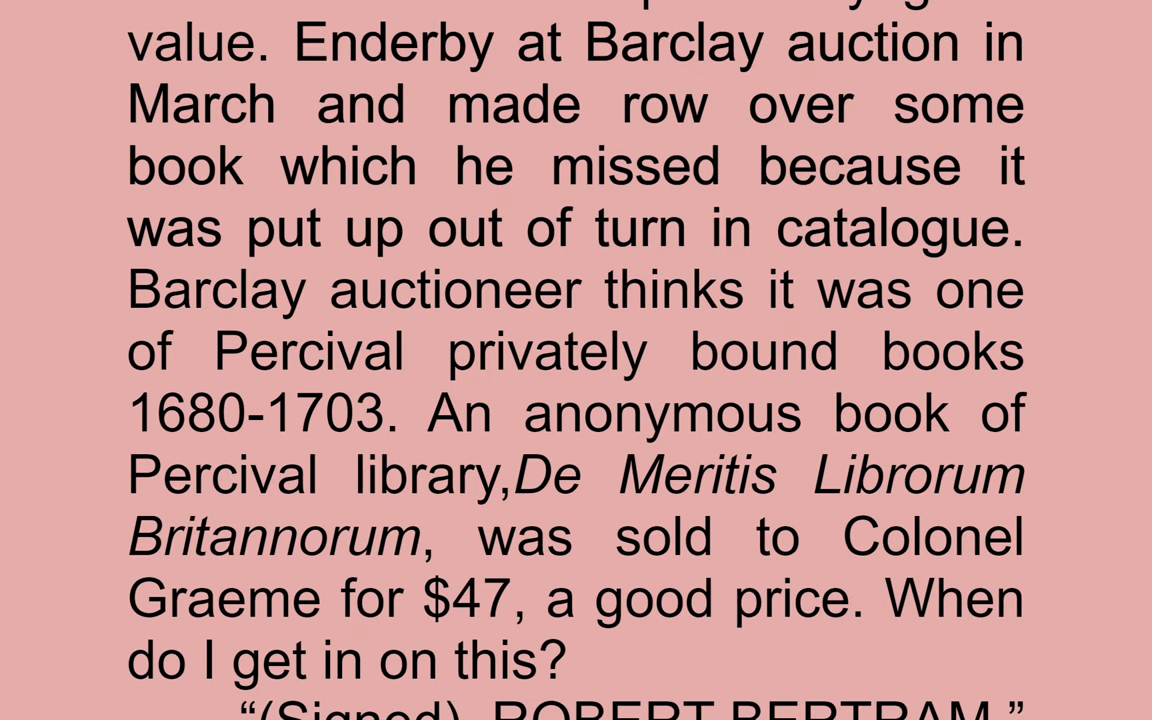 value. Enderby at Barclay auction in
March and made row over some
book which he missed because it
was put up out of turn in catalogue.
Barclay auctioneer thinks it was one
of Percival privately bound books
1680-1703. An anonymous book of
Percival library,De Meritis Librorum
Britannorum, was sold to Colonel
Graeme for $47, a good price. When
do I get in on this?
“(Signed) ROBERT BERTRAM.”